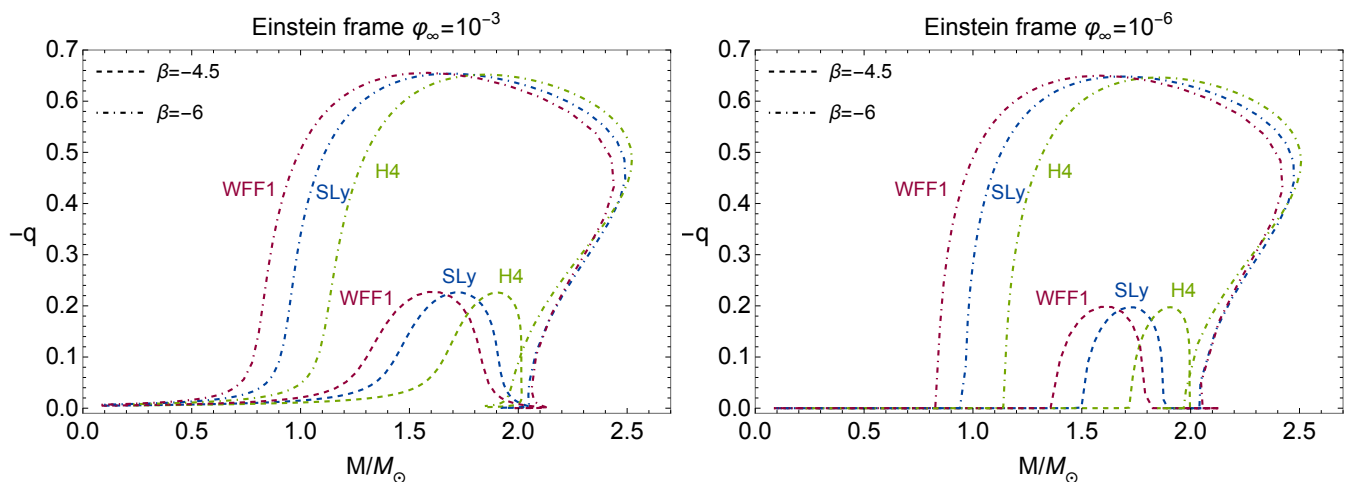 Einstein frame φ∞=10⁻³
0.7
0.6
0.5
0.4
0.3
0.2
0.1
0.0
−q
β=−4.5
β=−6
WFF1
SLy
H4
WFF1
SLy
H4
0.0 0.5 1.0 1.5 2.0 2.5
M/M⊙
Einstein frame φ∞=10⁻⁶
0.7
0.6
0.5
0.4
0.3
0.2
0.1
0.0
−q
β=−4.5
β=−6
WFF1
SLy
H4
WFF1
SLy
H4
0.0 0.5 1.0 1.5 2.0 2.5
M/M⊙